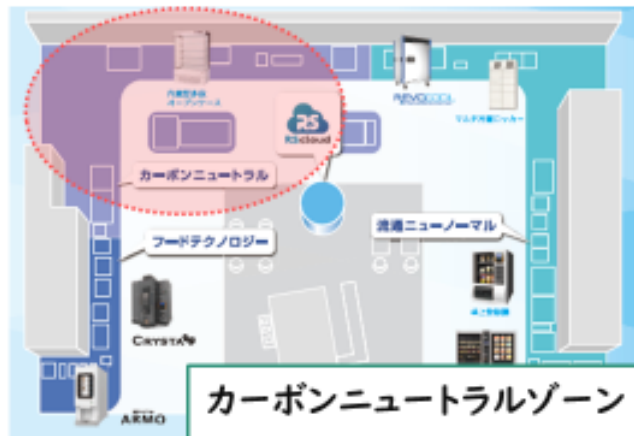 内蔵型多段
オープンケース
RS
RScloud
REVOCOOL
マルチ冷蔵ロッカー
カーボンニュートラル
フードテクノロジー
流通ニューノーマル
CRYSTA
ARMO
カーボンニュートラルゾーン